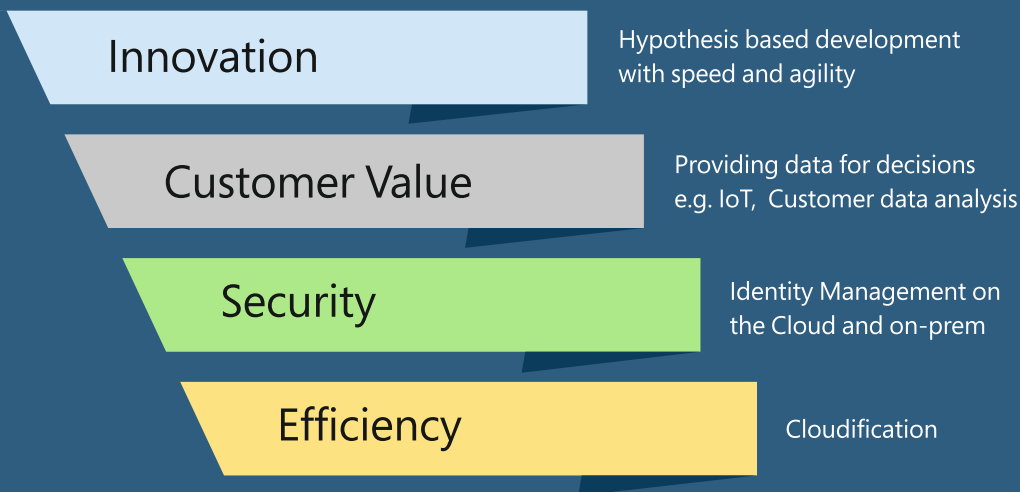 Innovation
Hypothesis based development
with speed and agility
Customer Value
Providing data for decisions
e.g. IoT, Customer data analysis
Security
Identity Management on
the Cloud and on-prem
Efficiency
Cloudification